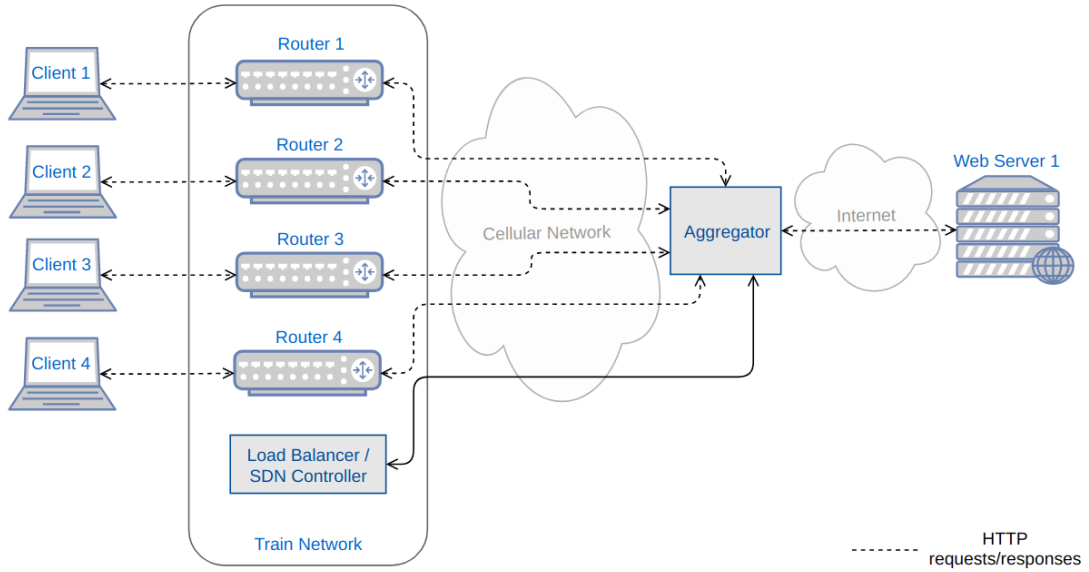 Router 1
Client 1
Router 2
Client 2
Web Server 1
Internet
Router 3
Cellular Network
Aggregator
Client 3
Router 4
Client 4
Load Balancer /
SDN Controller
Train Network
HTTP
requests/responses